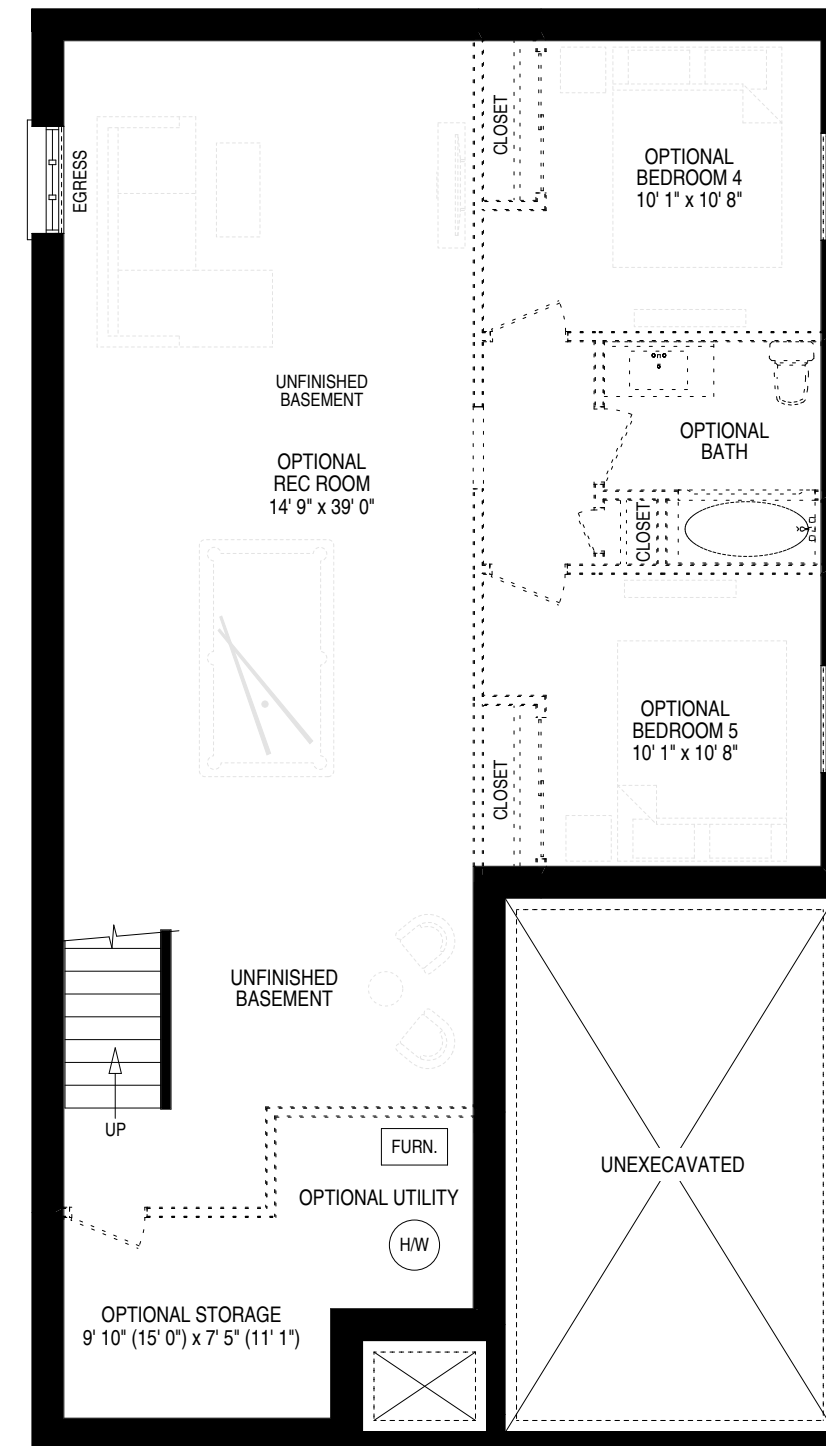 EGRESS
CLOSET
OPTIONAL
BEDROOM 4
10' 1" x 10' 8"
UNFINISHED
BASEMENT
OPTIONAL
REC ROOM
14' 9" x 39' 0"
OPTIONAL
BATH
CLOSET
OPTIONAL
BEDROOM 5
10' 1" x 10' 8"
CLOSET
UNFINISHED
BASEMENT
UP
FURN.
OPTIONAL UTILITY
H/W
UNEXECAVATED
OPTIONAL STORAGE
9' 10" (15' 0") x 7' 5" (11' 1")